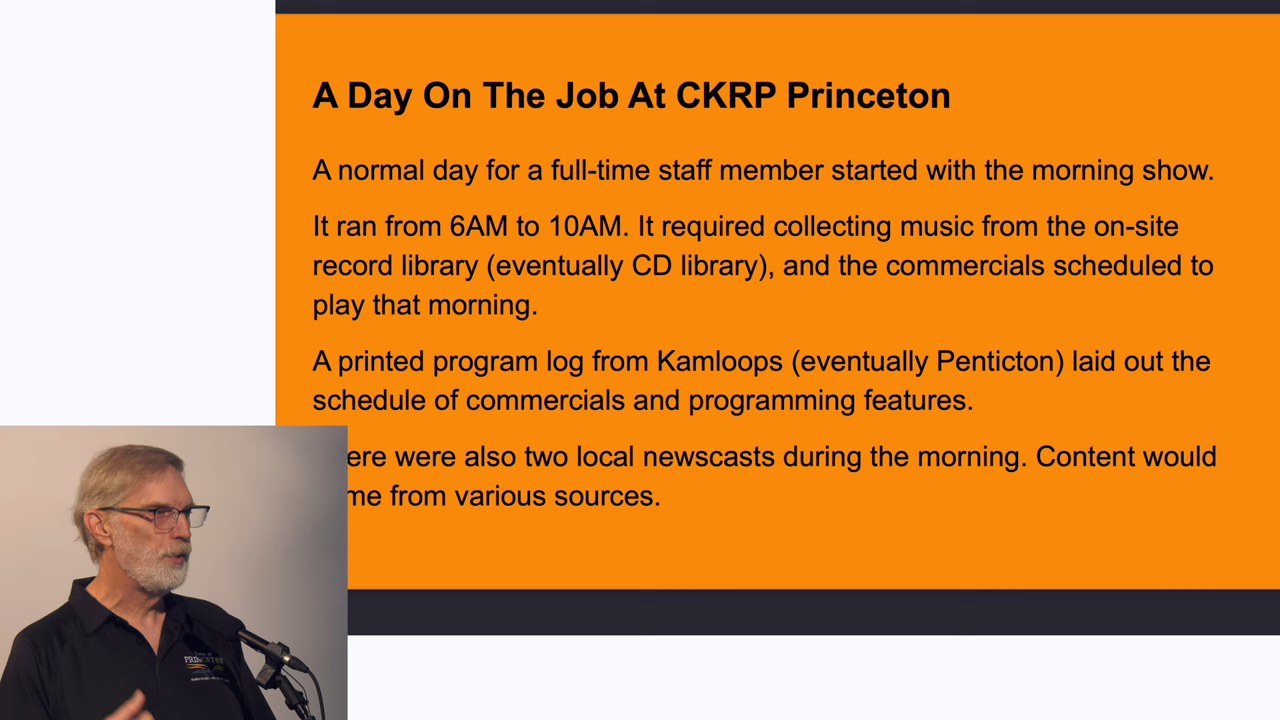 A Day On The Job At CKRP Princeton
A normal day for a full-time staff member started with the morning show.
It ran from 6AM to 10AM. It required collecting music from the on-site
record library (eventually CD library), and the commercials scheduled to
play that morning.
A printed program log from Kamloops (eventually Penticton) laid out the
schedule of commercials and programming features.
ere were also two local newscasts during the morning. Content would
me from various sources.